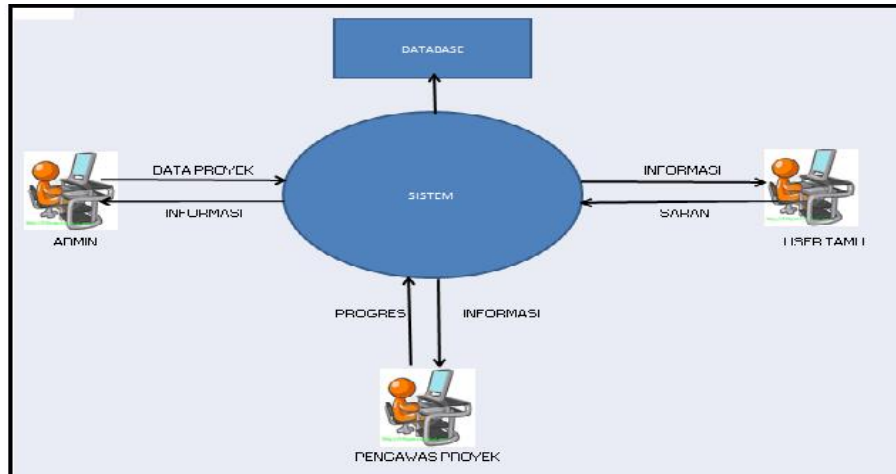 DATABASE
DATA PROYEK
INFORMASI
SISTEM
INFORMASI
SARAN
ADMIN
USER TAMU
PROGRES
INFORMASI
PENGAWAS PROYEK